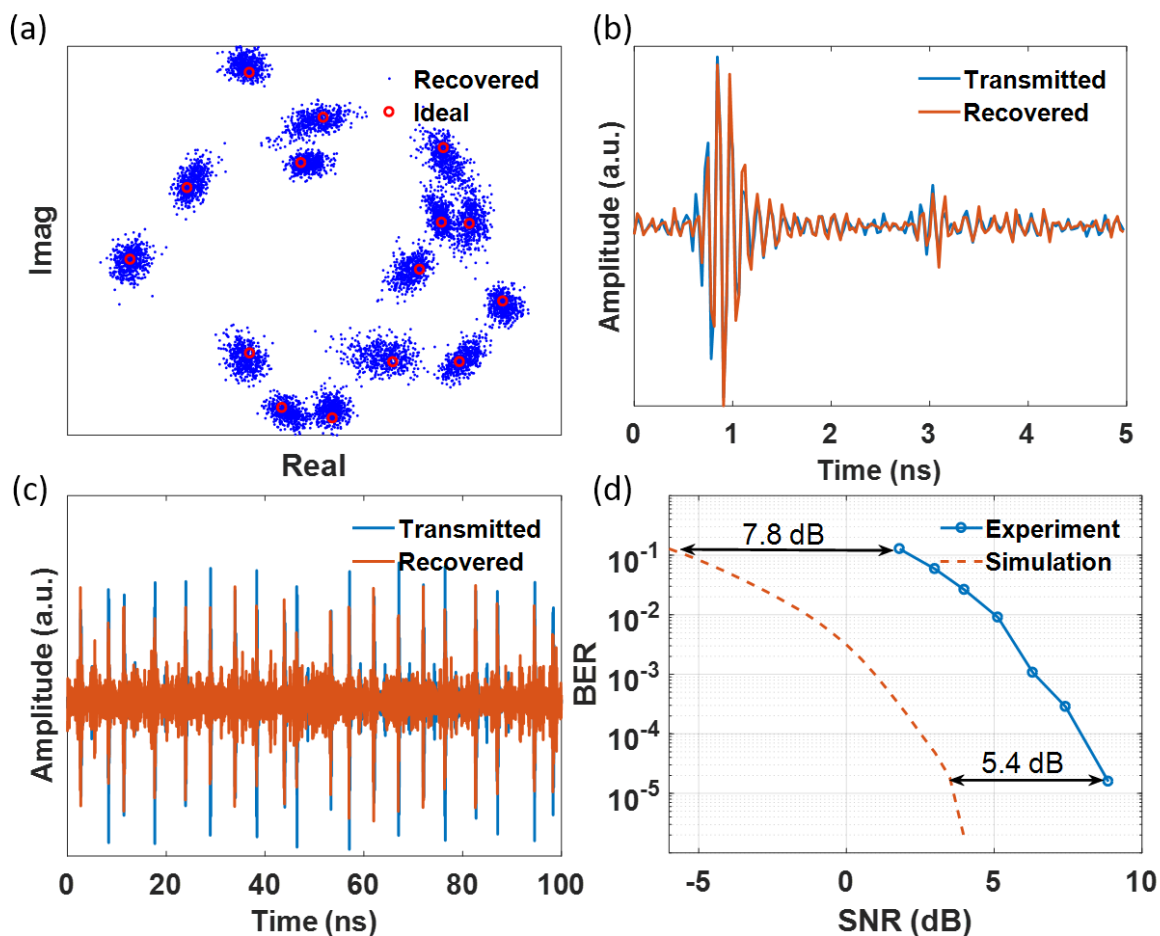 (a)
Recovered
Ideal
Imag
Real
(b)
Transmitted
Recovered
Amplitude (a.u.)
0 1 2 3 4 5
Time (ns)
(c)
Transmitted
Recovered
Amplitude (a.u.)
0 20 40 60 80 100
Time (ns)
(d)
7.8 dB
Experiment
Simulation
10-1
10-2
10-3
10-4
10-5
BER
5.4 dB
-5 0 5 10
SNR (dB)